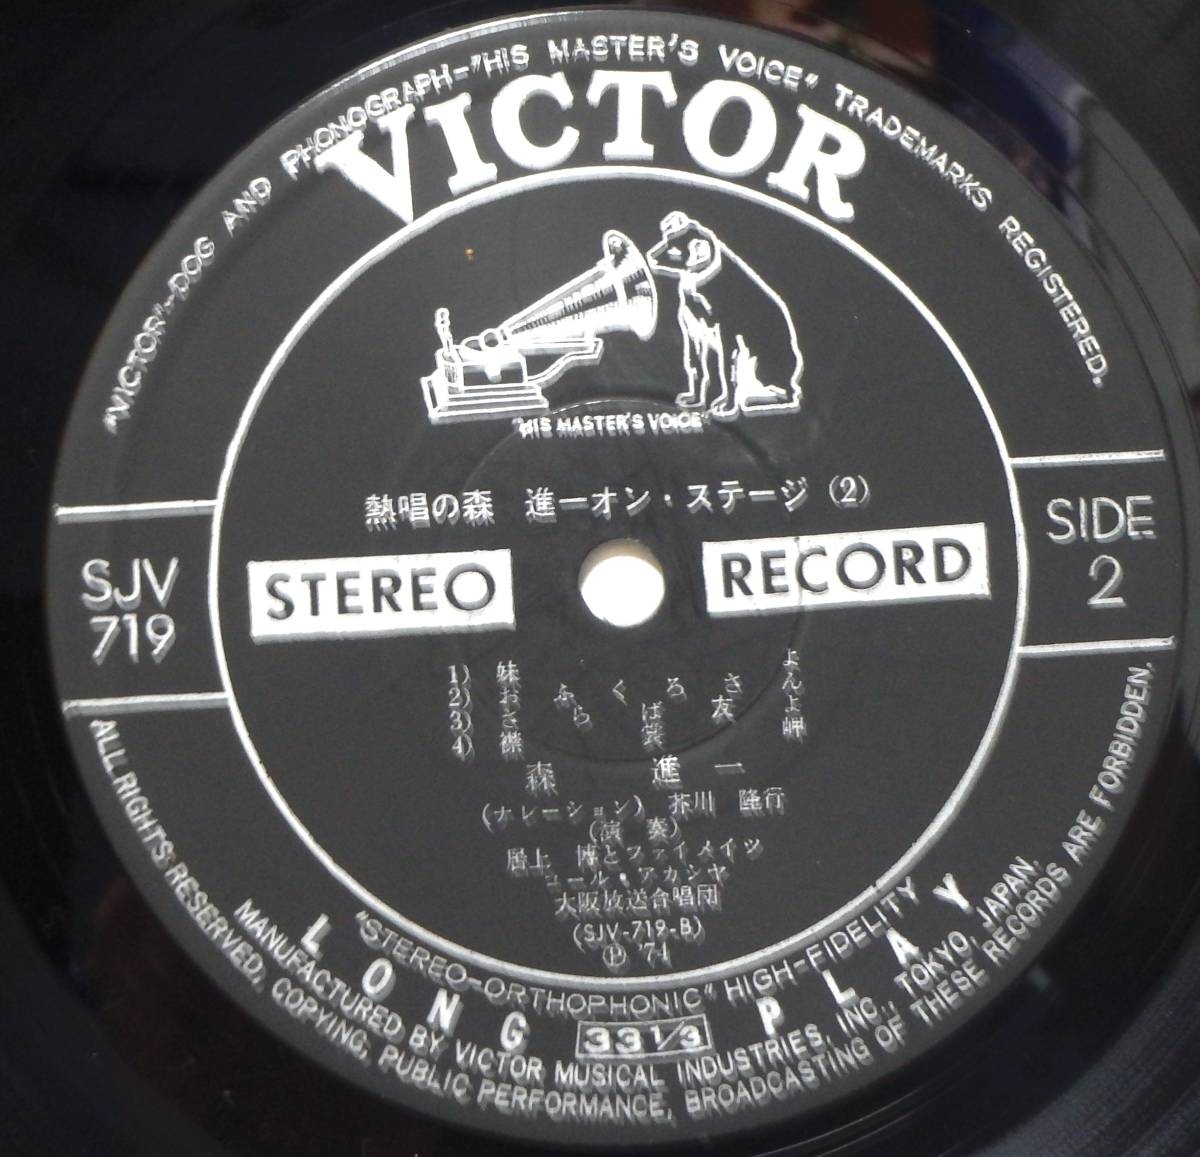 "VICTOR"–DOG AND PHONOGRAPH–"HIS MASTER'S VOICE" TRADEMARKS REGISTERED.
VICTOR
"HIS MASTER'S VOICE"
熱唱の森 進一オン・ステージ (2)
SJV
719
STEREO
RECORD
SIDE
2
1) 妹よ
2) おふくろさん
3) さらば友よ
4) 襟裳岬
森 進一
(ナレーション) 芥川 隆行
(演 奏)
居上 博とファイメイツ
コール・アカシヤ
大阪放送合唱団
(SJV-719-B)
Ⓟ '74
"STEREO-ORTHOPHONIC" HIGH-FIDELITY
LONG 33 1/3 PLAY
MANUFACTURED BY VICTOR MUSICAL INDUSTRIES, INC., TOKYO, JAPAN.
ALL RIGHTS RESERVED, COPYING, PUBLIC PERFORMANCE, BROADCASTING OF THESE RECORDS ARE FORBIDDEN.